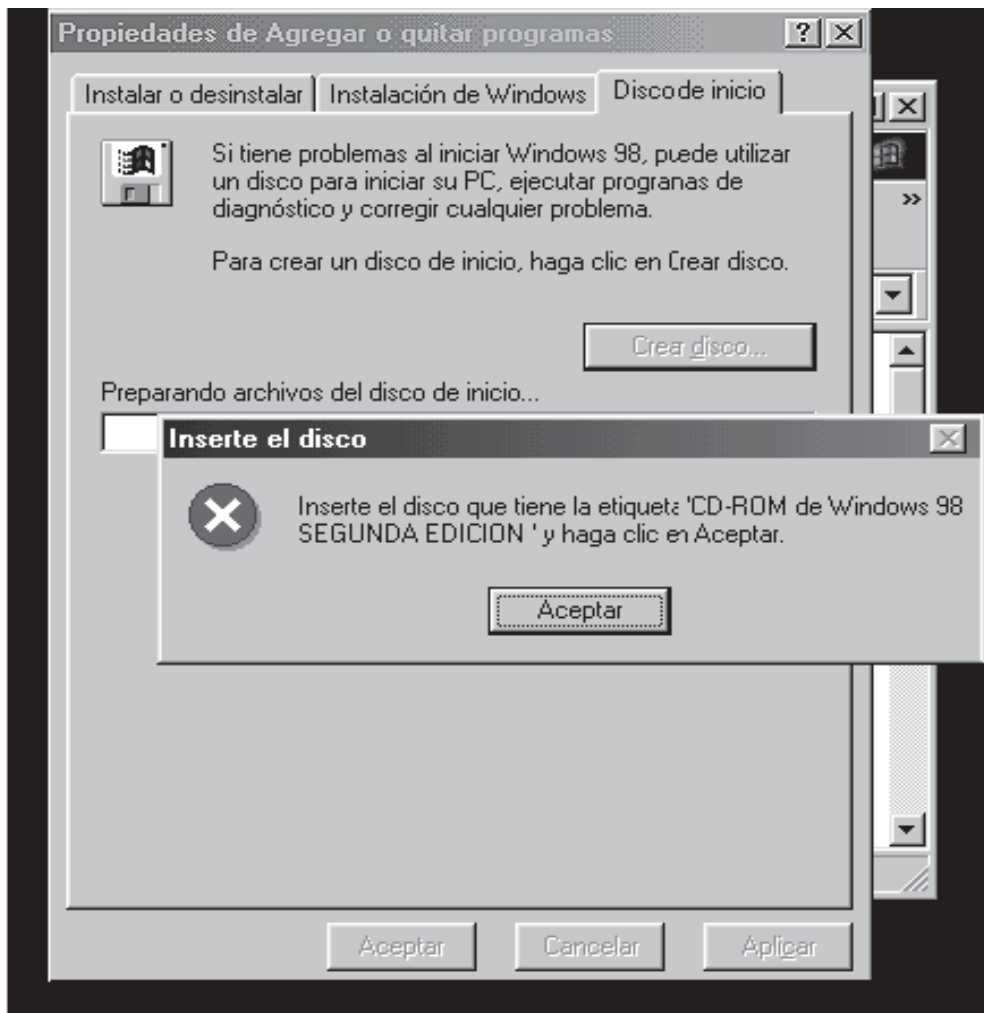 Propiedades de Agregar o quitar programas
Instalar o desinstalar
Instalación de Windows
Disco de inicio
Si tiene problemas al iniciar Windows 98, puede utilizar
un disco para iniciar su PC, ejecutar progranas de
diagnóstico y corregir cualquier problema.
Para crear un disco de inicio, haga clic en Crear disco.
Crear disco...
Preparando archivos del disco de inicio...
Inserte el disco
Inserte el disco que tiene la etiqueta 'CD-ROM de Windows 98
SEGUNDA EDICION ' y haga clic en Aceptar.
Aceptar
Aceptar
Cancelar
Aplicar